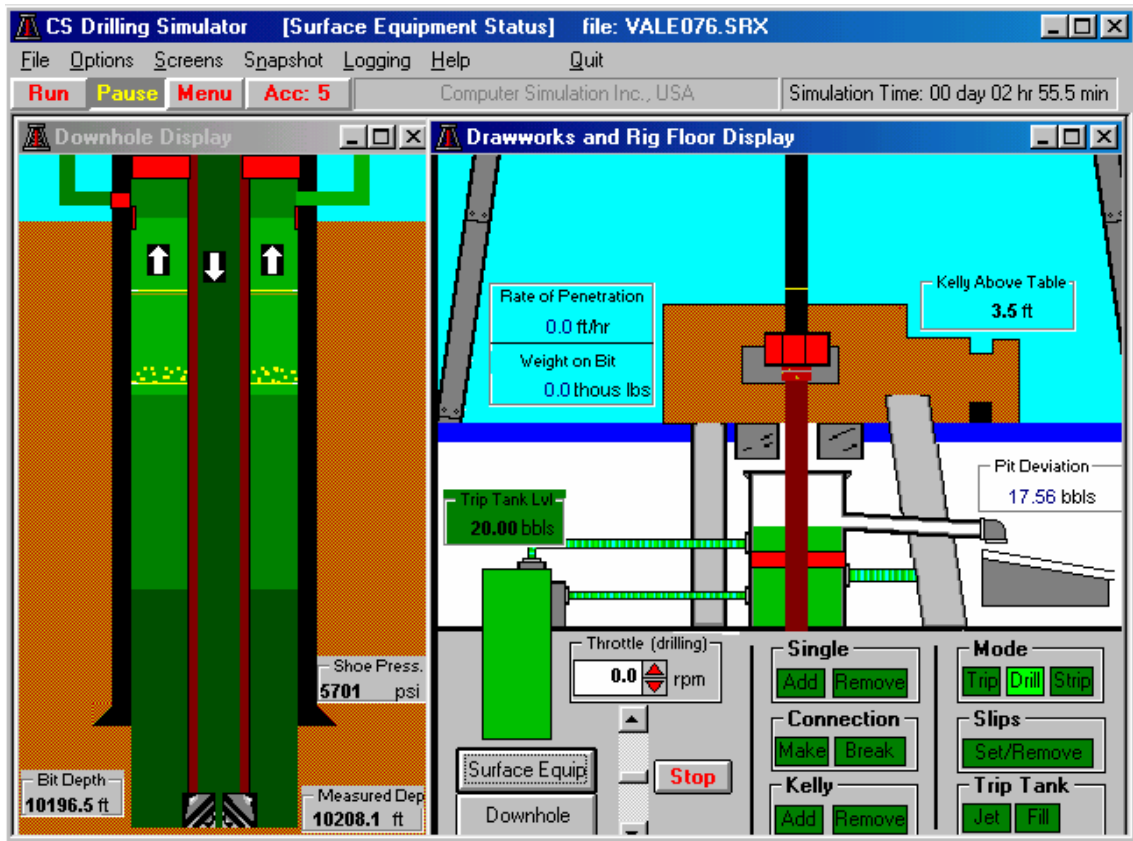 CS Drilling Simulator [Surface Equipment Status] file: VALE076.SRX
File Options Screens Snapshot Logging Help Quit
Run Pause Menu Acc: 5 Computer Simulation Inc., USA Simulation Time: 00 day 02 hr 55.5 min
Downhole Display
Shoe Press.
5701 psi
Bit Depth
10196.5 ft
Measured Dep
10208.1 ft
Drawworks and Rig Floor Display
Rate of Penetration
0.0 ft/hr
Weight on Bit
0.0 thous lbs
Kelly Above Table
3.5 ft
Pit Deviation
17.56 bbls
Trip Tank Lvl
20.00 bbls
Throttle (drilling)
0.0 rpm
Surface Equip
Downhole
Stop
Single
Add Remove
Connection
Make Break
Kelly
Add Remove
Mode
Trip Drill Strip
Slips
Set/Remove
Trip Tank
Jet Fill